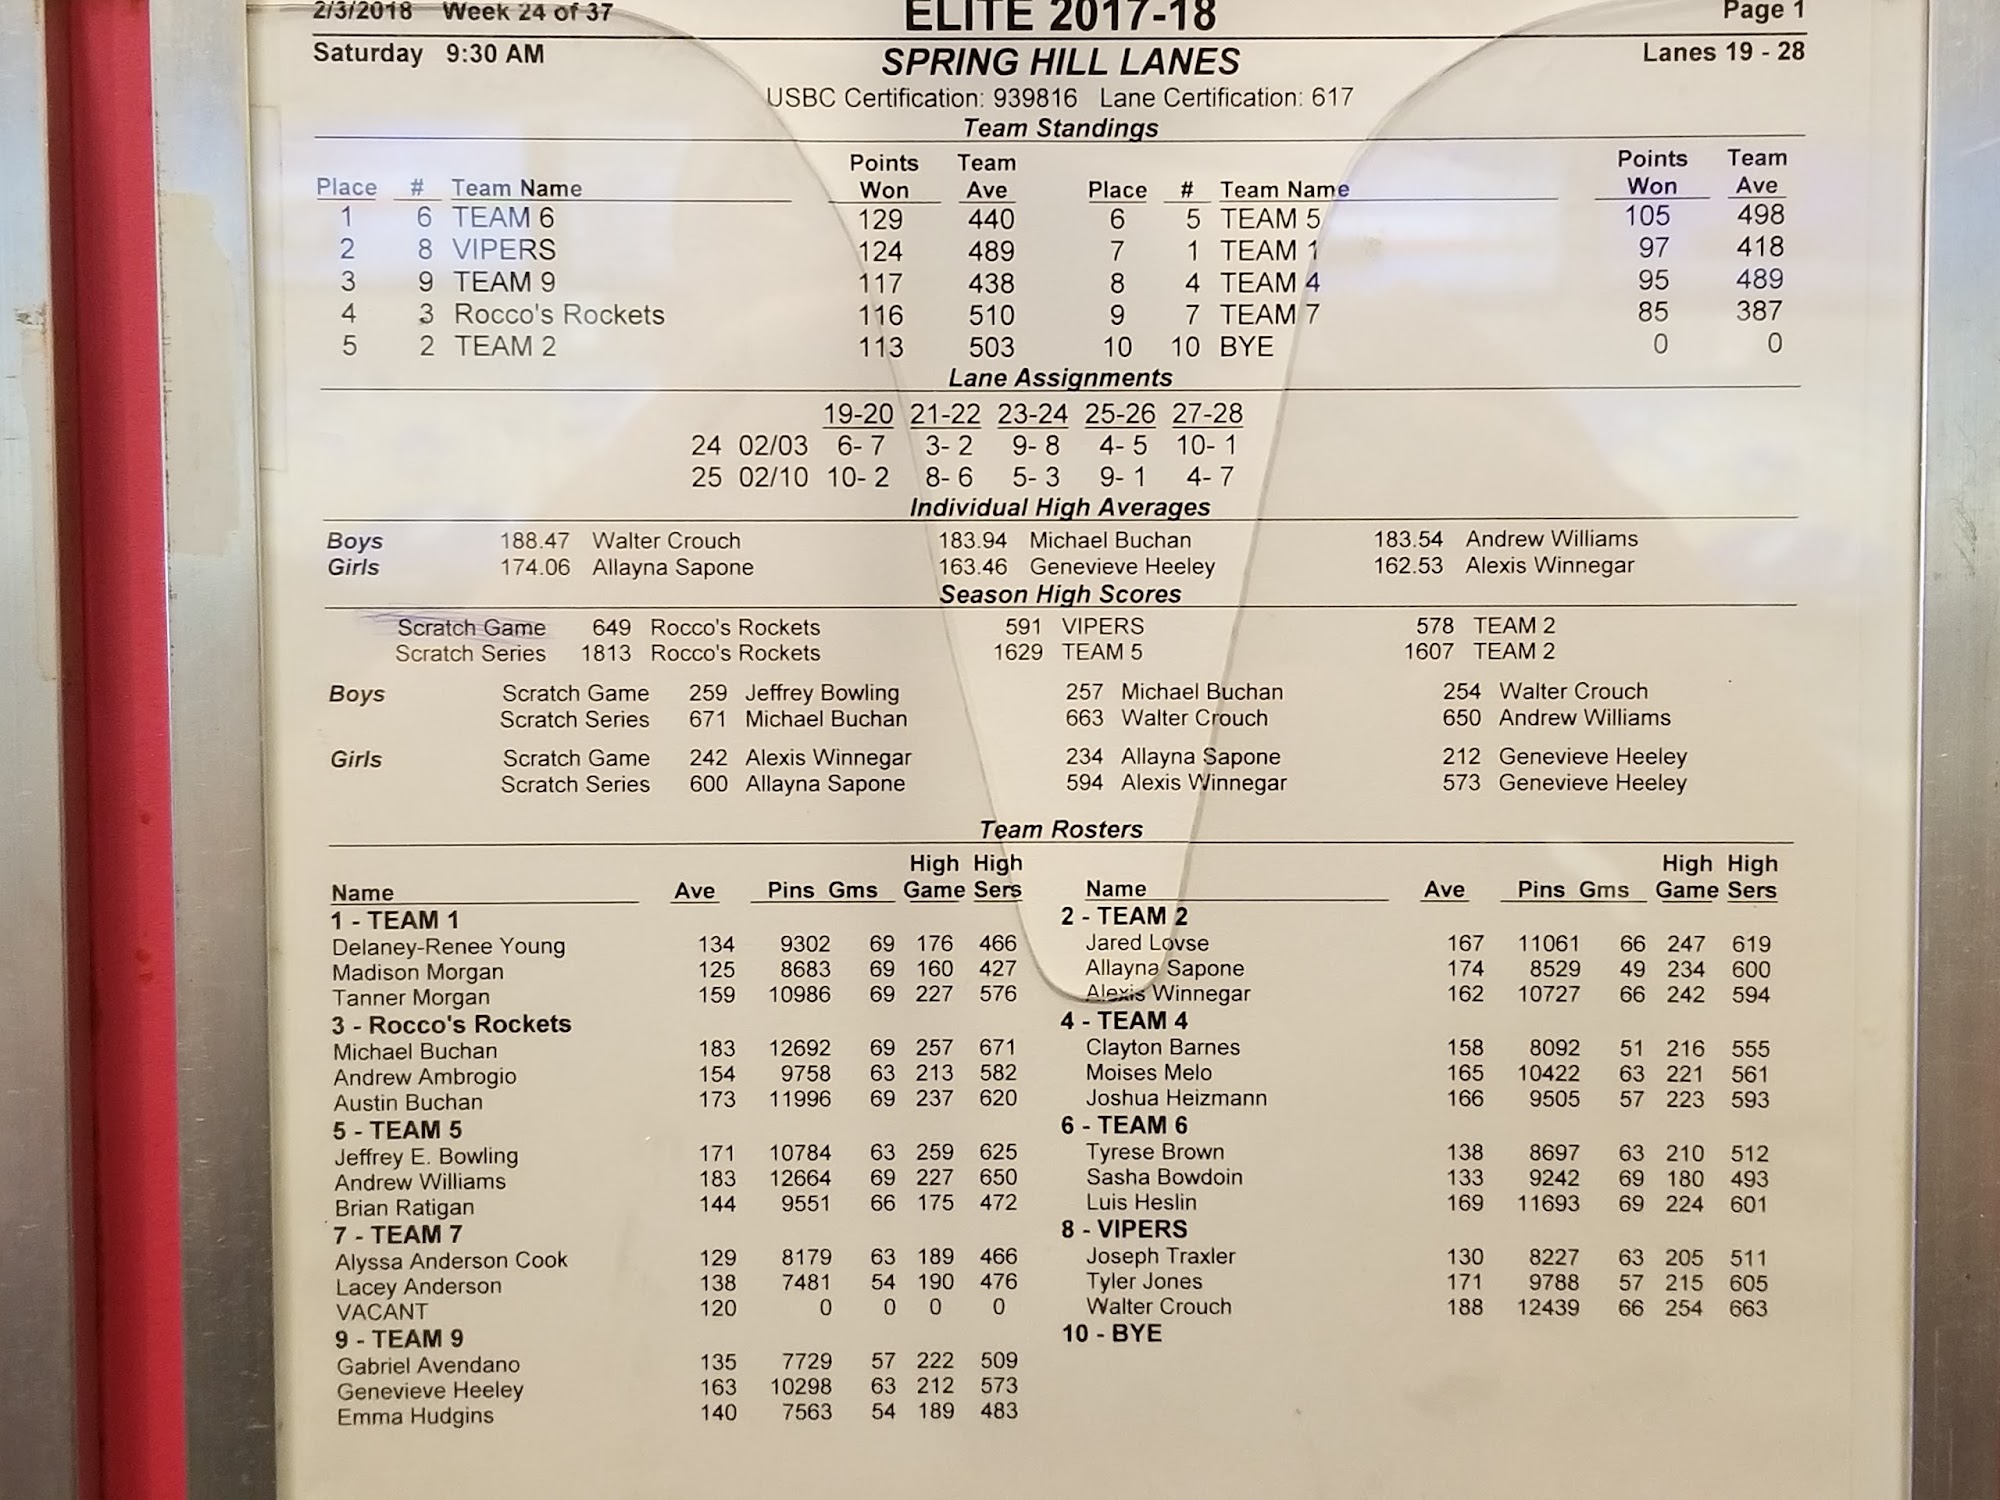 2/3/2018 Week 24 of 37 ELITE 2017-18 Page 1
Saturday 9:30 AM SPRING HILL LANES Lanes 19 - 28
USBC Certification: 939816 Lane Certification: 617
Team Standings
Points Team Points Team
Place # Team Name Won Ave Place # Team Name Won Ave
1 6 TEAM 6 129 440 6 5 TEAM 5 105 498
2 8 VIPERS 124 489 7 1 TEAM 1 97 418
3 9 TEAM 9 117 438 8 4 TEAM 4 95 489
4 3 Rocco's Rockets 116 510 9 7 TEAM 7 85 387
5 2 TEAM 2 113 503 10 10 BYE 0 0
Lane Assignments
19-20 21-22 23-24 25-26 27-28
24 02/03 6- 7 3- 2 9- 8 4- 5 10- 1
25 02/10 10- 2 8- 6 5- 3 9- 1 4- 7
Individual High Averages
Boys 188.47 Walter Crouch 183.94 Michael Buchan 183.54 Andrew Williams
Girls 174.06 Allayna Sapone 163.46 Genevieve Heeley 162.53 Alexis Winnegar
Season High Scores
Scratch Game 649 Rocco's Rockets 591 VIPERS 578 TEAM 2
Scratch Series 1813 Rocco's Rockets 1629 TEAM 5 1607 TEAM 2
Boys Scratch Game 259 Jeffrey Bowling 257 Michael Buchan 254 Walter Crouch
Scratch Series 671 Michael Buchan 663 Walter Crouch 650 Andrew Williams
Girls Scratch Game 242 Alexis Winnegar 234 Allayna Sapone 212 Genevieve Heeley
Scratch Series 600 Allayna Sapone 594 Alexis Winnegar 573 Genevieve Heeley
Team Rosters
High High High High
Name Ave Pins Gms Game Sers Name Ave Pins Gms Game Sers
1 - TEAM 1 2 - TEAM 2
Delaney-Renee Young 134 9302 69 176 466 Jared Lovse 167 11061 66 247 619
Madison Morgan 125 8683 69 160 427 Allayna Sapone 174 8529 49 234 600
Tanner Morgan 159 10986 69 227 576 Alexis Winnegar 162 10727 66 242 594
3 - Rocco's Rockets 4 - TEAM 4
Michael Buchan 183 12692 69 257 671 Clayton Barnes 158 8092 51 216 555
Andrew Ambrogio 154 9758 63 213 582 Moises Melo 165 10422 63 221 561
Austin Buchan 173 11996 69 237 620 Joshua Heizmann 166 9505 57 223 593
5 - TEAM 5 6 - TEAM 6
Jeffrey E. Bowling 171 10784 63 259 625 Tyrese Brown 138 8697 63 210 512
Andrew Williams 183 12664 69 227 650 Sasha Bowdoin 133 9242 69 180 493
Brian Ratigan 144 9551 66 175 472 Luis Heslin 169 11693 69 224 601
7 - TEAM 7 8 - VIPERS
Alyssa Anderson Cook 129 8179 63 189 466 Joseph Traxler 130 8227 63 205 511
Lacey Anderson 138 7481 54 190 476 Tyler Jones 171 9788 57 215 605
VACANT 120 0 0 0 0 Walter Crouch 188 12439 66 254 663
9 - TEAM 9 10 - BYE
Gabriel Avendano 135 7729 57 222 509
Genevieve Heeley 163 10298 63 212 573
Emma Hudgins 140 7563 54 189 483